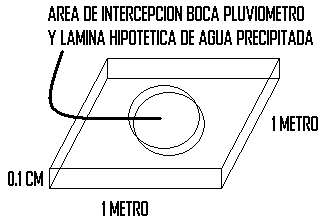 AREA DE INTERCEPCION BOCA PLUVIOMETRO
Y LAMINA HIPOTETICA DE AGUA PRECIPITADA
1 METRO
0.1 CM
1 METRO